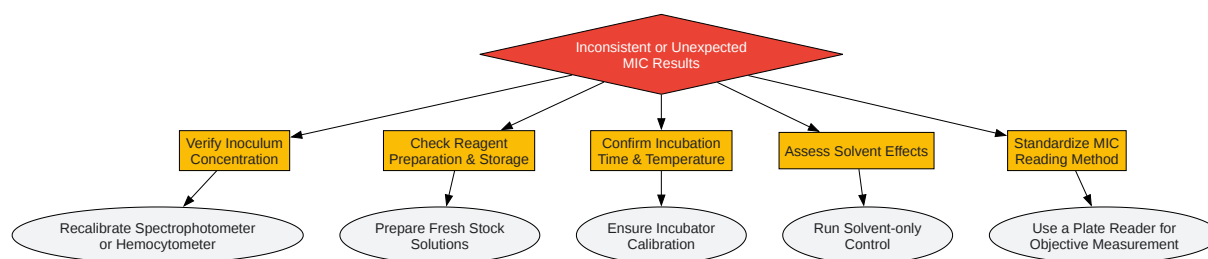 Inconsistent or Unexpected
MIC Results
Verify Inoculum
Concentration
Check Reagent
Preparation & Storage
Confirm Incubation
Time & Temperature
Assess Solvent Effects
Standardize MIC
Reading Method
Recalibrate Spectrophotometer
or Hemocytometer
Prepare Fresh Stock
Solutions
Ensure Incubator
Calibration
Run Solvent-only
Control
Use a Plate Reader for
Objective Measurement